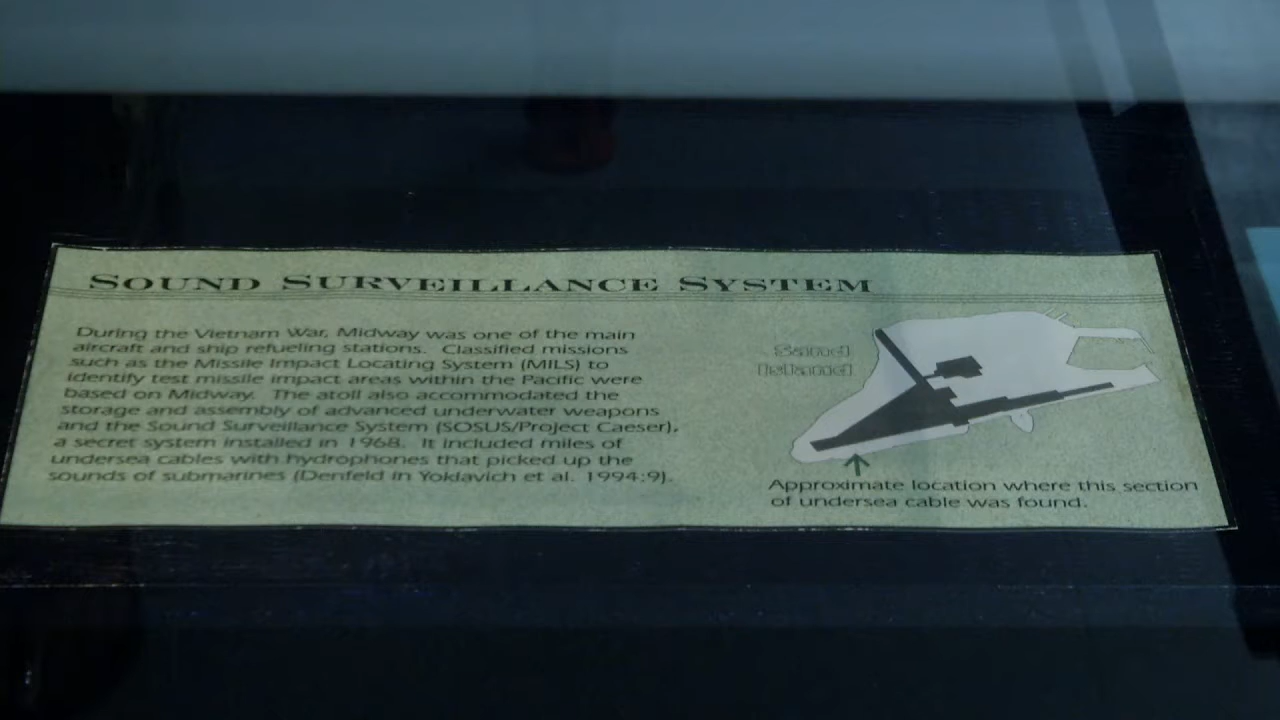 SOUND SURVEILLANCE SYSTEM
During the Vietnam War, Midway was one of the main
aircraft and ship refueling stations. Classified missions
such as the Missile Impact Locating System (MILS) to
identify test missile impact areas within the Pacific were
based on Midway. The atoll also accommodated the
storage and assembly of advanced underwater weapons
and the Sound Surveillance System (SOSUS/Project Caeser),
a secret system installed in 1968. It included miles of
undersea cables with hydrophones that picked up the
sounds of submarines (Denfeld in Yoklavich et al. 1994:9).
Sand
Island
Approximate location where this section
of undersea cable was found.